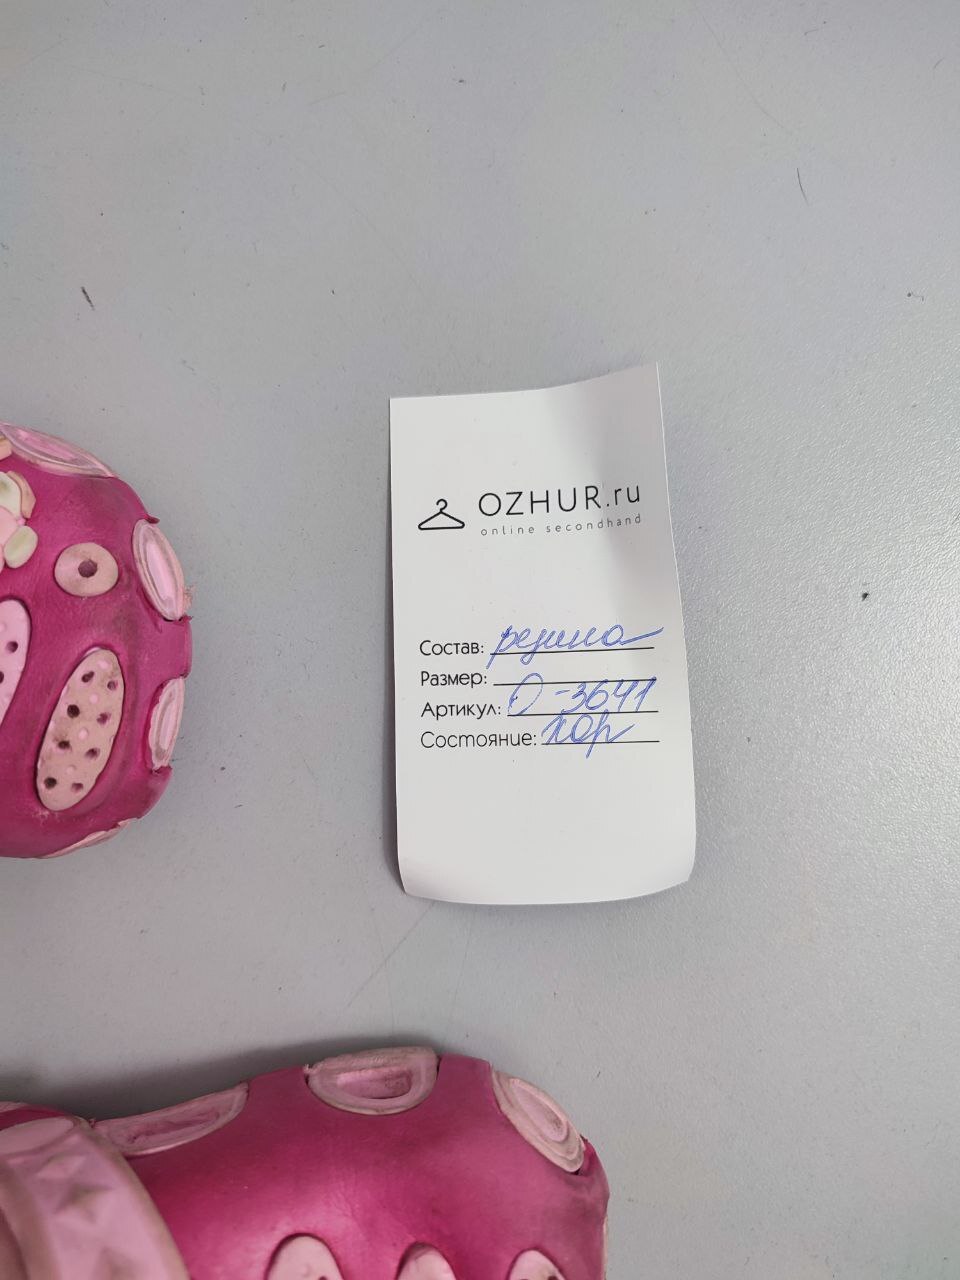 OZHUR.ru
online secondhand
Состав: резина
Размер:
Артикул: О-3641
Состояние: хор